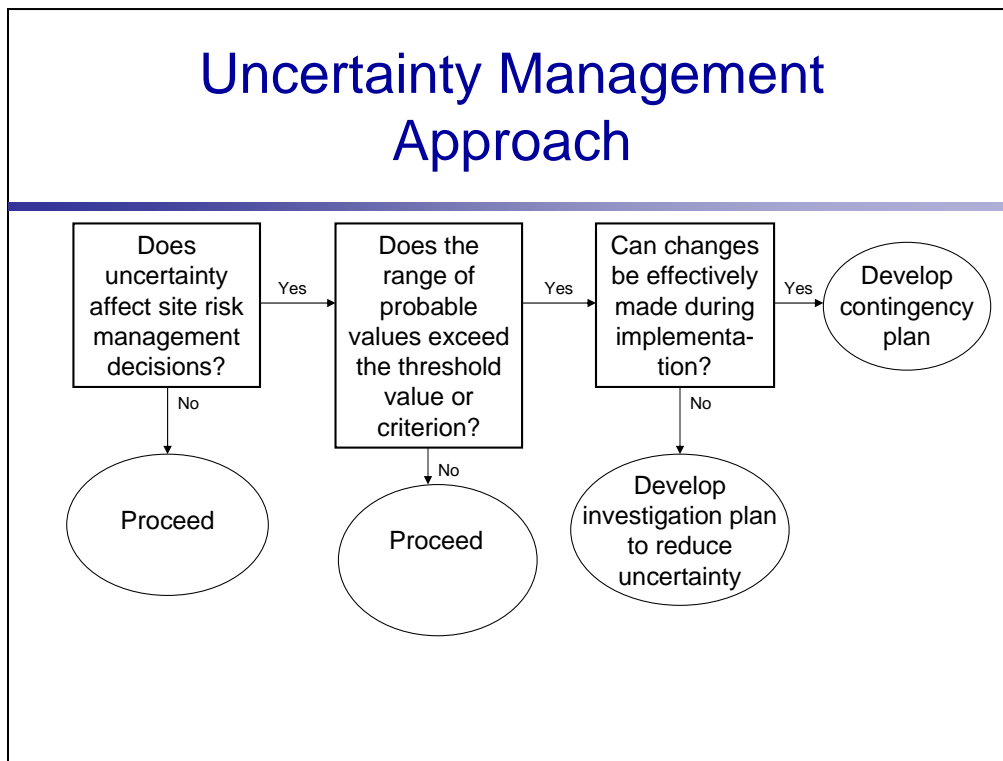 Uncertainty Management
Approach
Does
uncertainty
affect site risk
management
decisions?
Yes
No
Proceed
Does the
range of
probable
values exceed
the threshold
value or
criterion?
Yes
No
Proceed
Can changes
be effectively
made during
implementa-
tion?
Yes
No
Develop
investigation plan
to reduce
uncertainty
Develop
contingency
plan